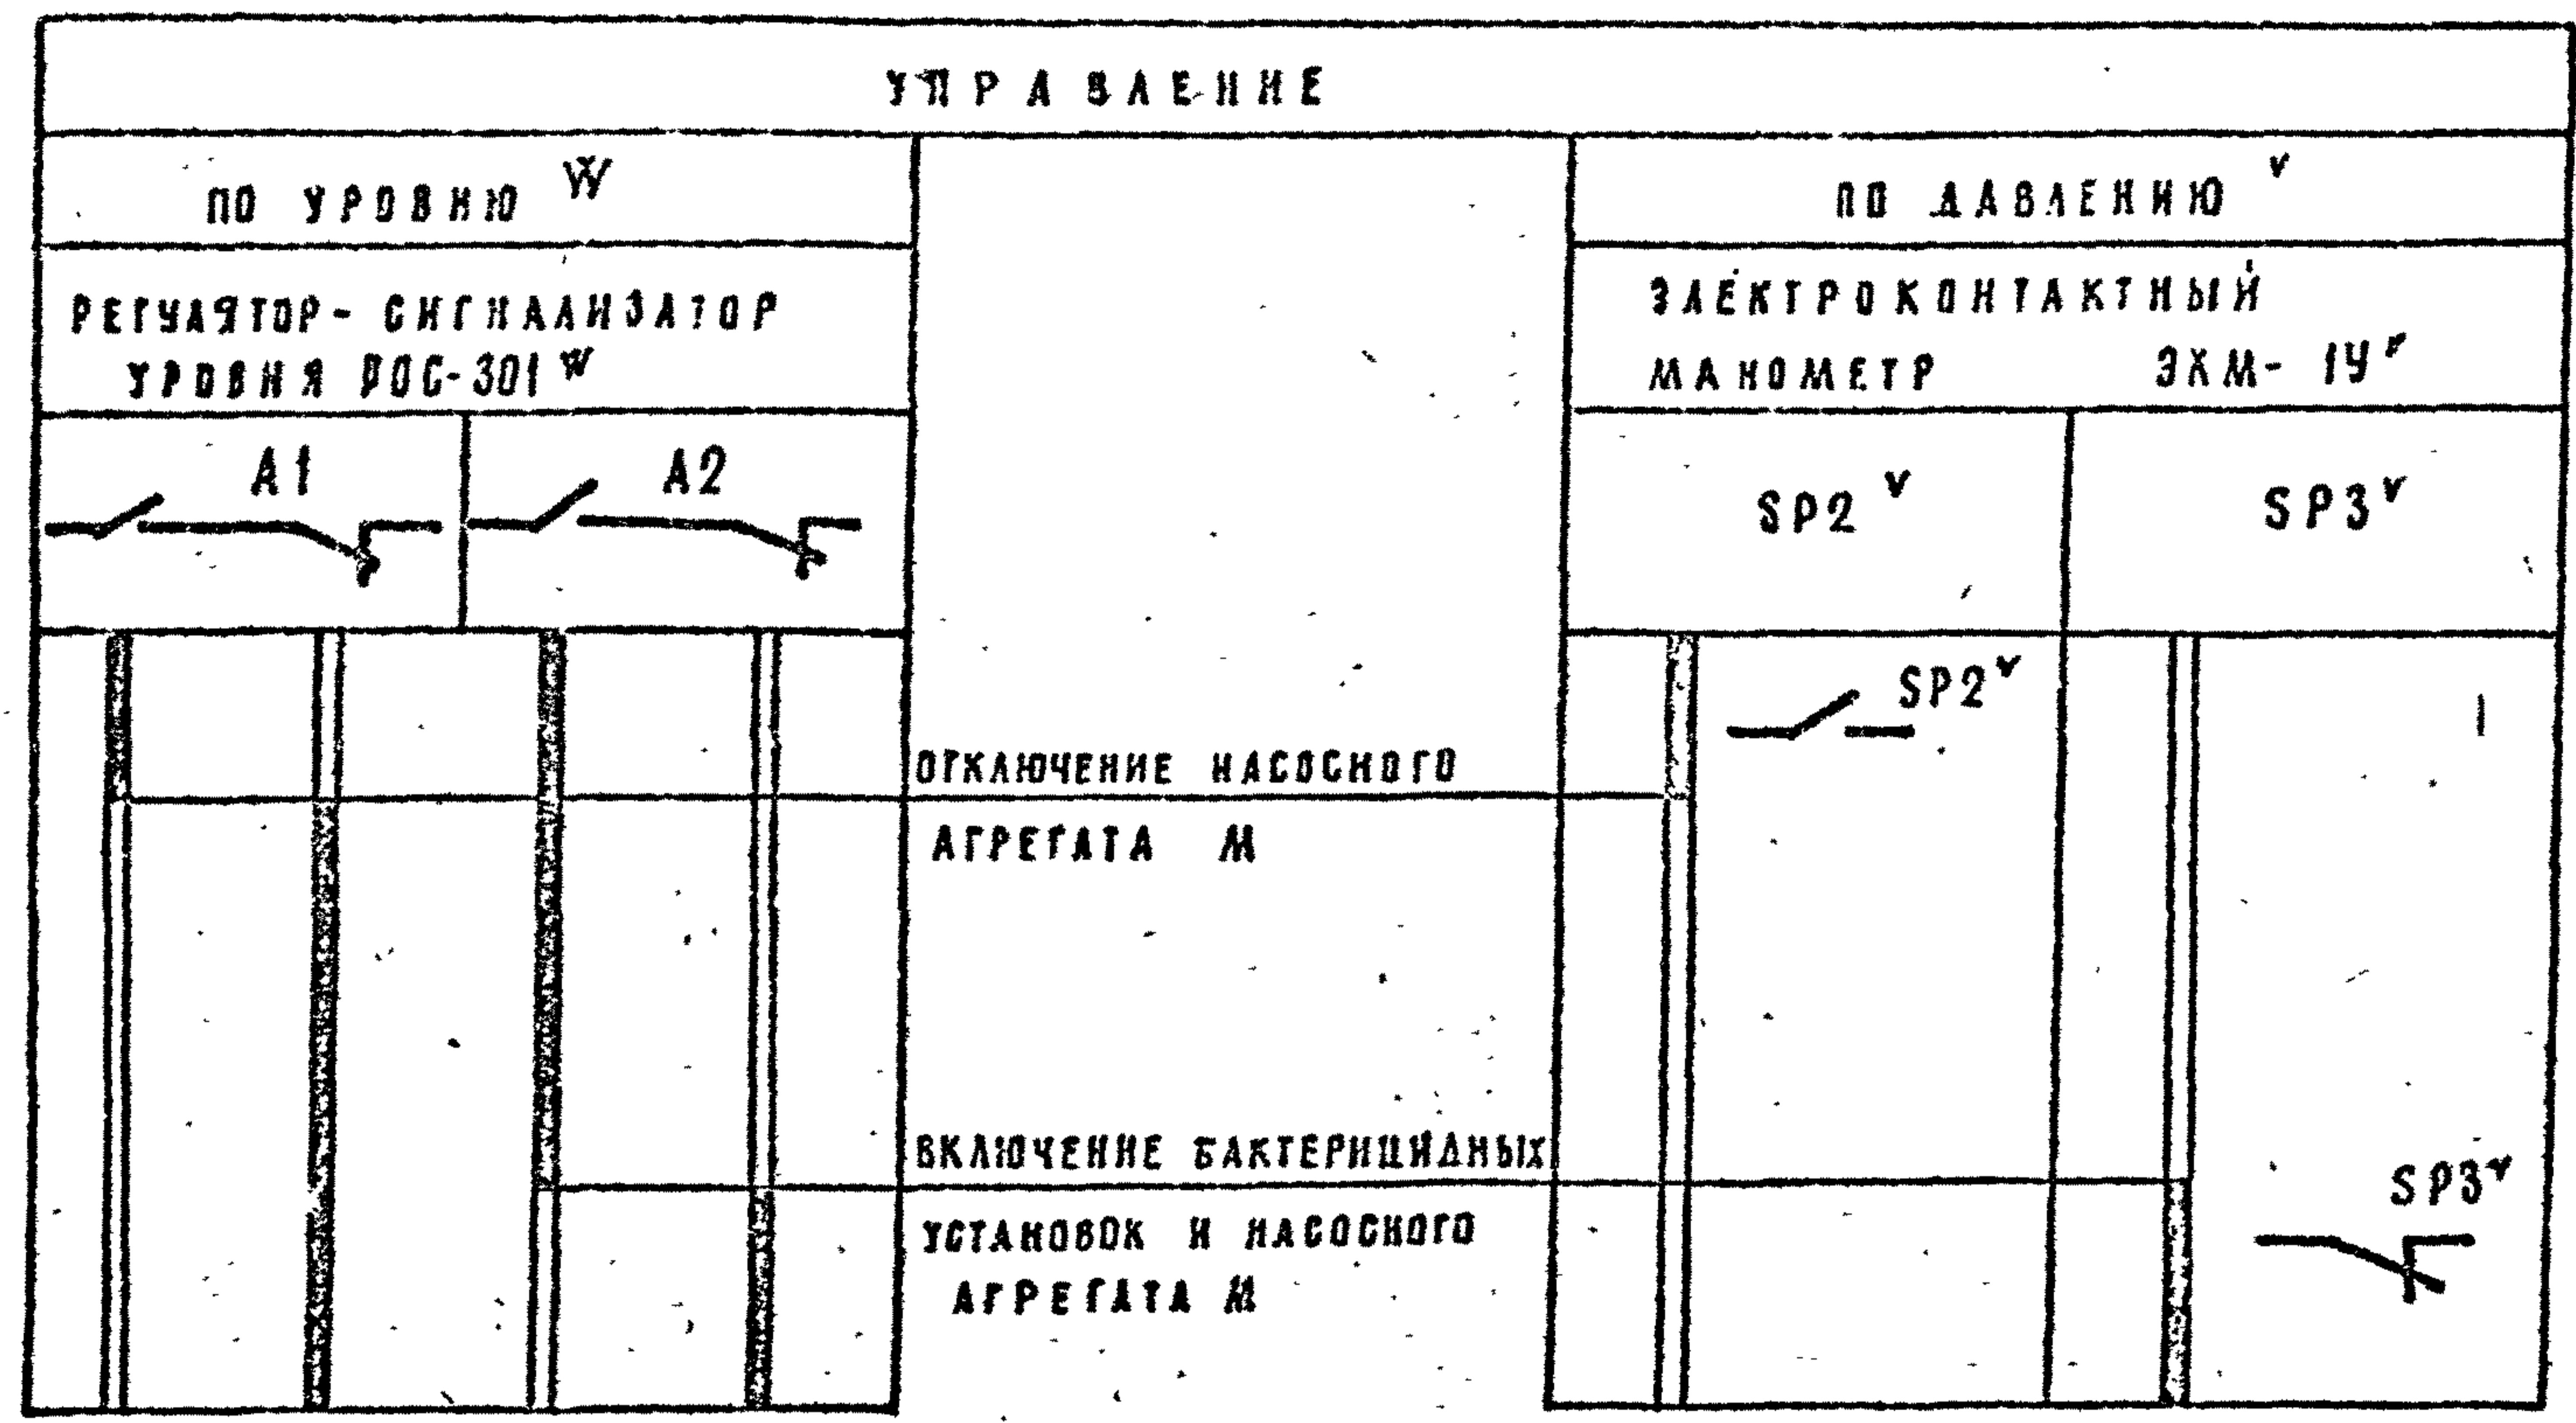 УПРАВЛЕНИЕ
ПО УРОВНЮ W
ПО ДАВЛЕНИЮ V
РЕГУЛЯТОР- СИГНАЛИЗАТОР
УРОВНЯ РОС-301 W
ЭЛЕКТРОКОНТАКТНЫЙ
МАНОМЕТР ЭКМ- 1У
A1
A2
SP2 V
SP3 V
SP2 V
ОТКЛЮЧЕНИЕ НАСОСНОГО
АГРЕГАТА М
ВКЛЮЧЕНИЕ БАКТЕРИЦИДНЫХ
УСТАНОВОК И НАСОСНОГО
АГРЕГАТА М
SP3 V